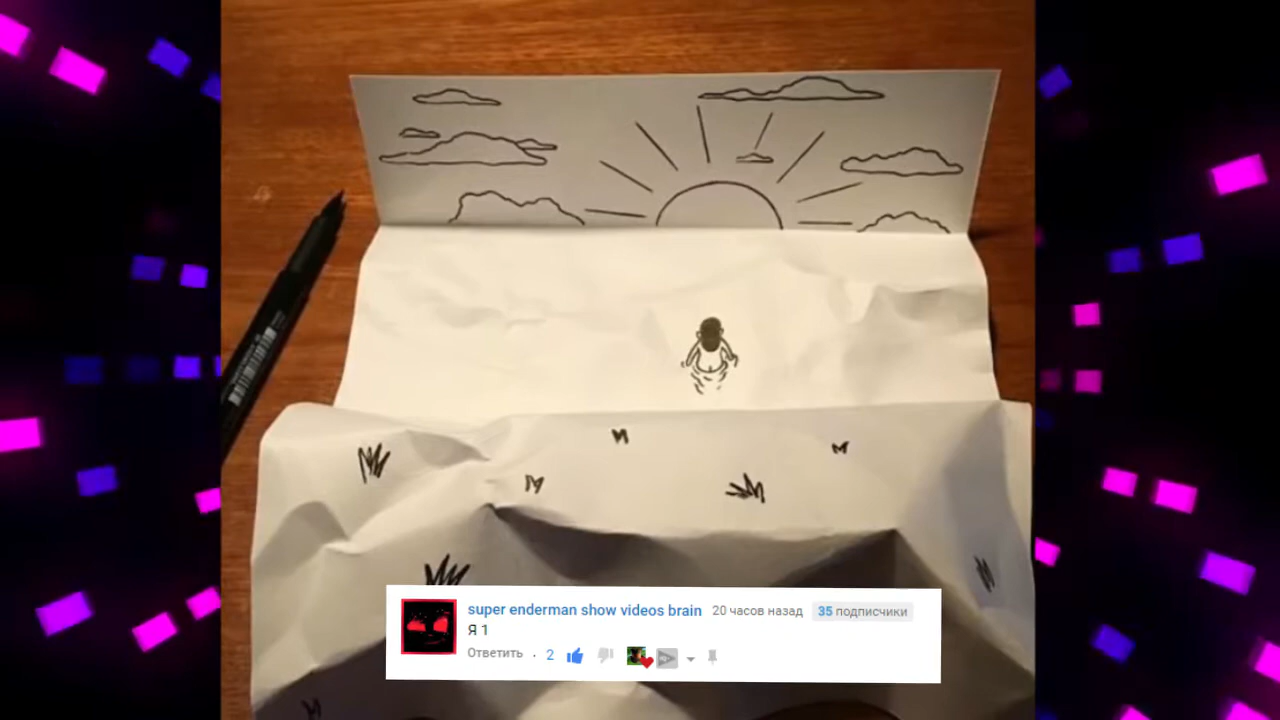 super enderman show videos brain 20 часов назад 35 подписчики
Я 1
Ответить · 2